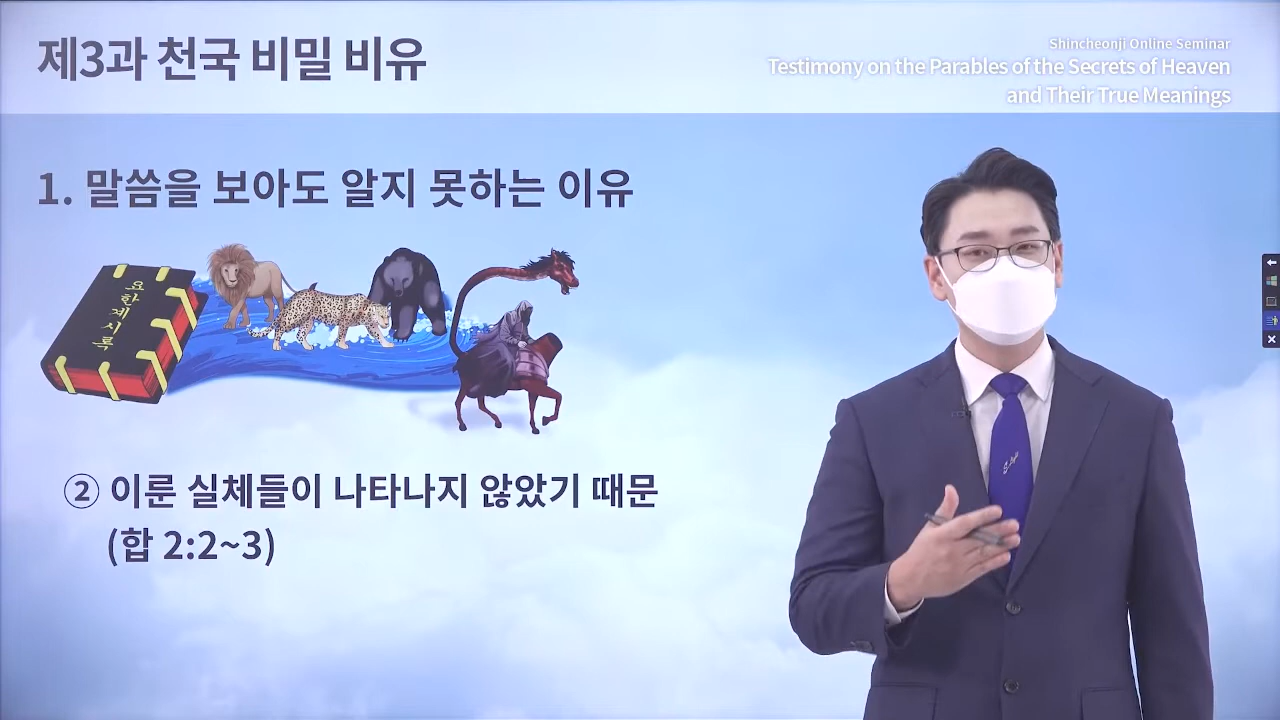 제3과 천국 비밀 비유
Shincheonji Online Seminar
Testimony on the Parables of the Secrets of Heaven
and Their True Meanings
1. 말씀을 보아도 알지 못하는 이유
요한계시록
② 이룬 실체들이 나타나지 않았기 때문
(합 2:2~3)